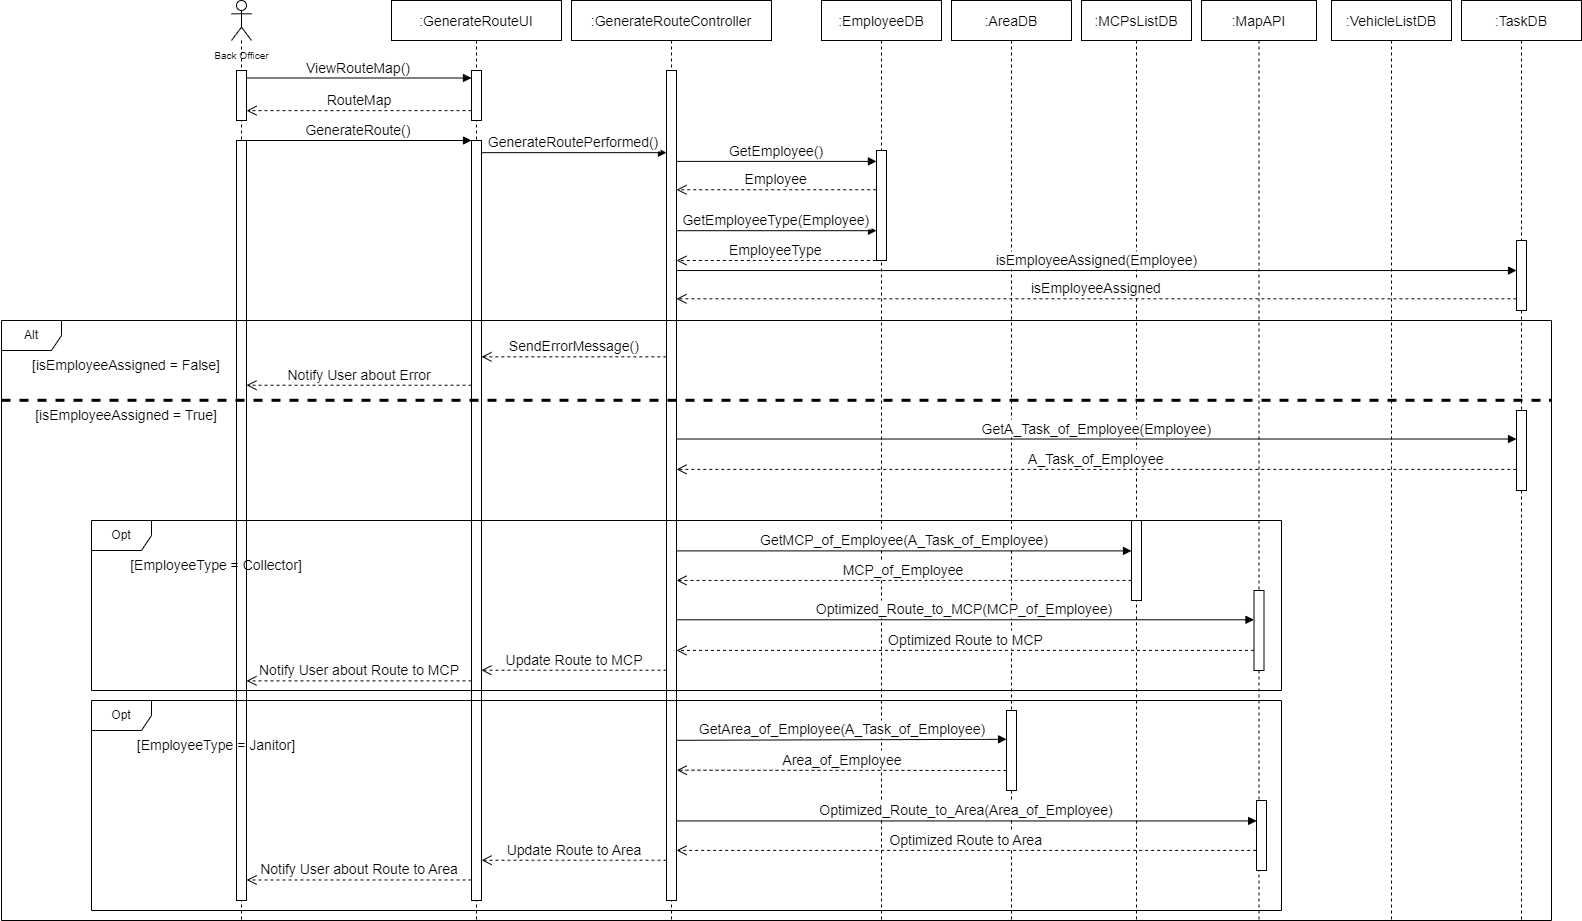 :GenerateRouteUI
:GenerateRouteController
:EmployeeDB
:AreaDB
:MCPsListDB
:MapAPI
:VehicleListDB
:TaskDB
Back Officer
ViewRouteMap()
RouteMap
GenerateRoute()
GenerateRoutePerformed()
GetEmployee()
Employee
GetEmployeeType(Employee)
EmployeeType
isEmployeeAssigned(Employee)
isEmployeeAssigned
Alt
SendErrorMessage()
[isEmployeeAssigned = False]
Notify User about Error
[isEmployeeAssigned = True]
GetA_Task_of_Employee(Employee)
A_Task_of_Employee
Opt
GetMCP_of_Employee(A_Task_of_Employee)
[EmployeeType = Collector]
MCP_of_Employee
Optimized_Route_to_MCP(MCP_of_Employee)
Optimized Route to MCP
Update Route to MCP
Notify User about Route to MCP
Opt
GetArea_of_Employee(A_Task_of_Employee)
[EmployeeType = Janitor]
Area_of_Employee
Optimized_Route_to_Area(Area_of_Employee)
Optimized Route to Area
Update Route to Area
Notify User about Route to Area